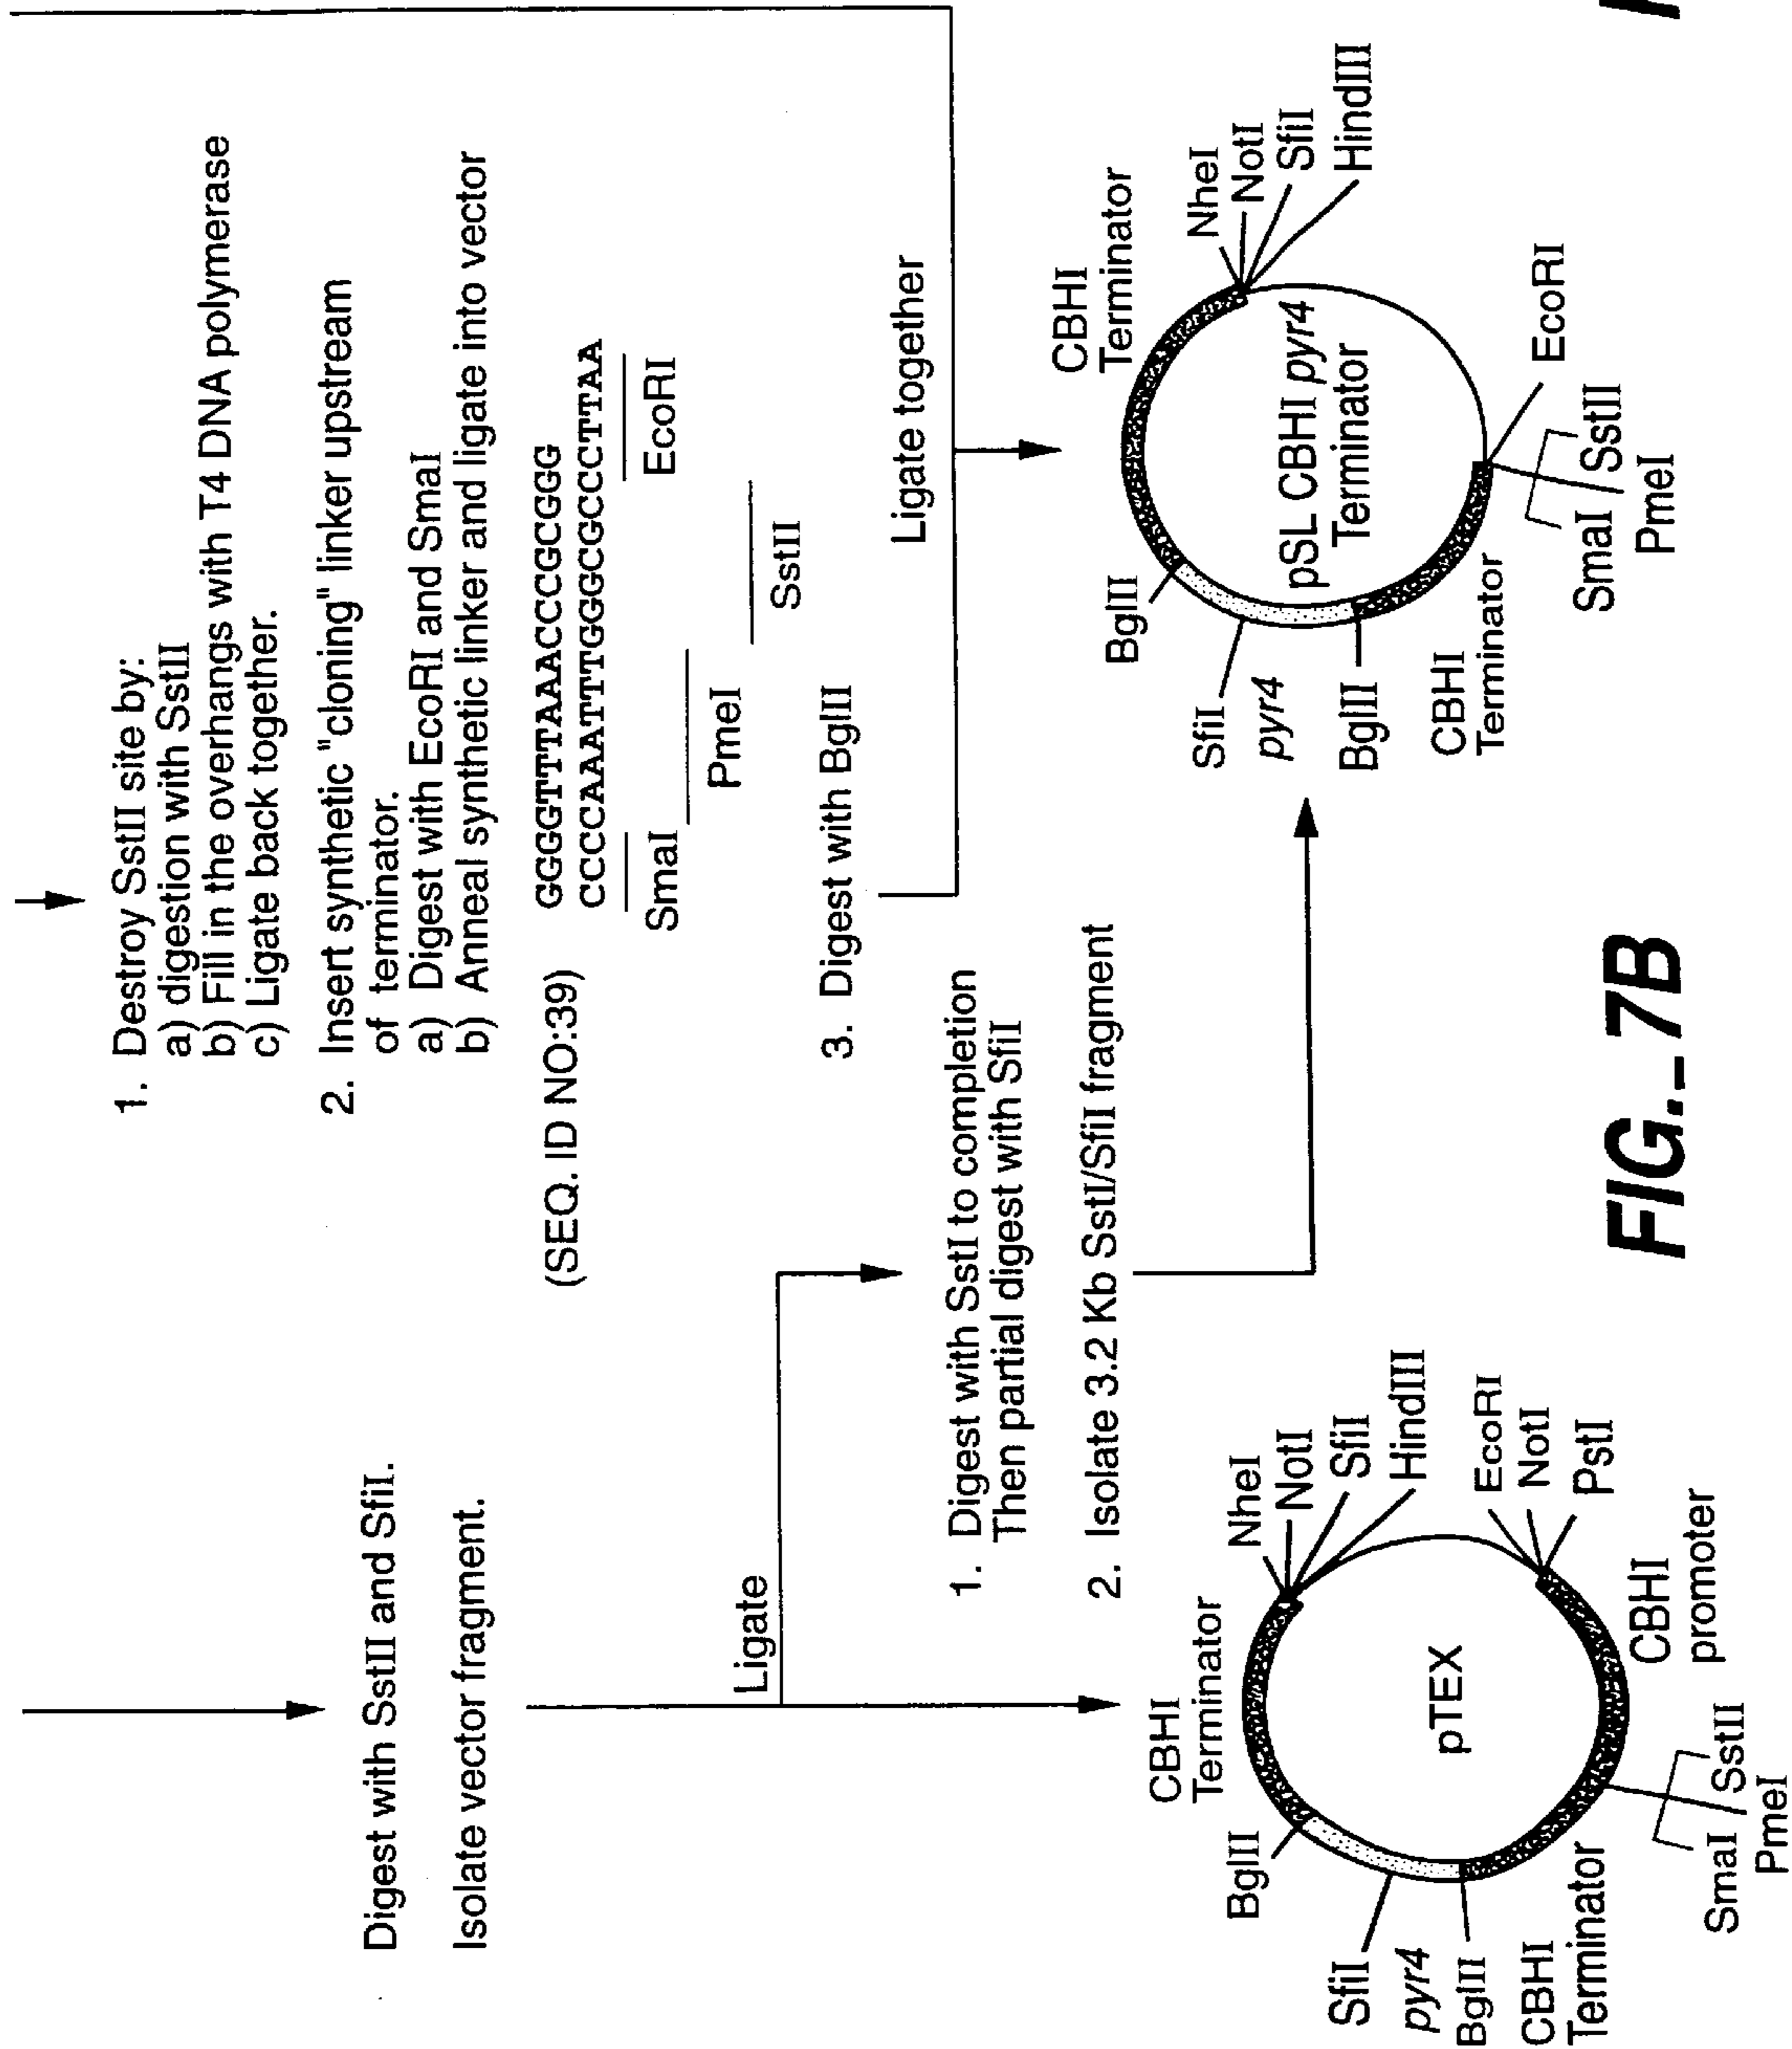 1. Destroy SstII site by:
a) digestion with SstII
b) Fill in the overhangs with T4 DNA polymerase
c) Ligate back together.
2. Insert synthetic "cloning" linker upstream
of terminator.
a) Digest with EcoRI and SmaI
b) Anneal synthetic linker and ligate into vector
(SEQ. ID NO:39)
GGGGTTTAAACCCGCGGG
CCCCAAATTTGGGCGCCCTTAA
SmaI
PmeI
SstII
EcoRI
3. Digest with BglII
Ligate together
Digest with SstII and SfiI.
Isolate vector fragment.
Ligate
1. Digest with SstI to completion
Then partial digest with SfiI
2. Isolate 3.2 Kb SstI/SfiI fragment
CBHI
Terminator
NheI
NotI
SfiI
HindIII
EcoRI
NotI
PstI
CBHI
promoter
pTEX
BglII
SfiI
pyr4
BglII
CBHI
Terminator
SmaI SstII
PmeI
CBHI
Terminator
NheI
NotI
SfiI
HindIII
pSL CBHI pyr4
Terminator
BglII
SfiI
pyr4
BglII
CBHI
Terminator
EcoRI
SmaI SstII
PmeI
FIG._7B